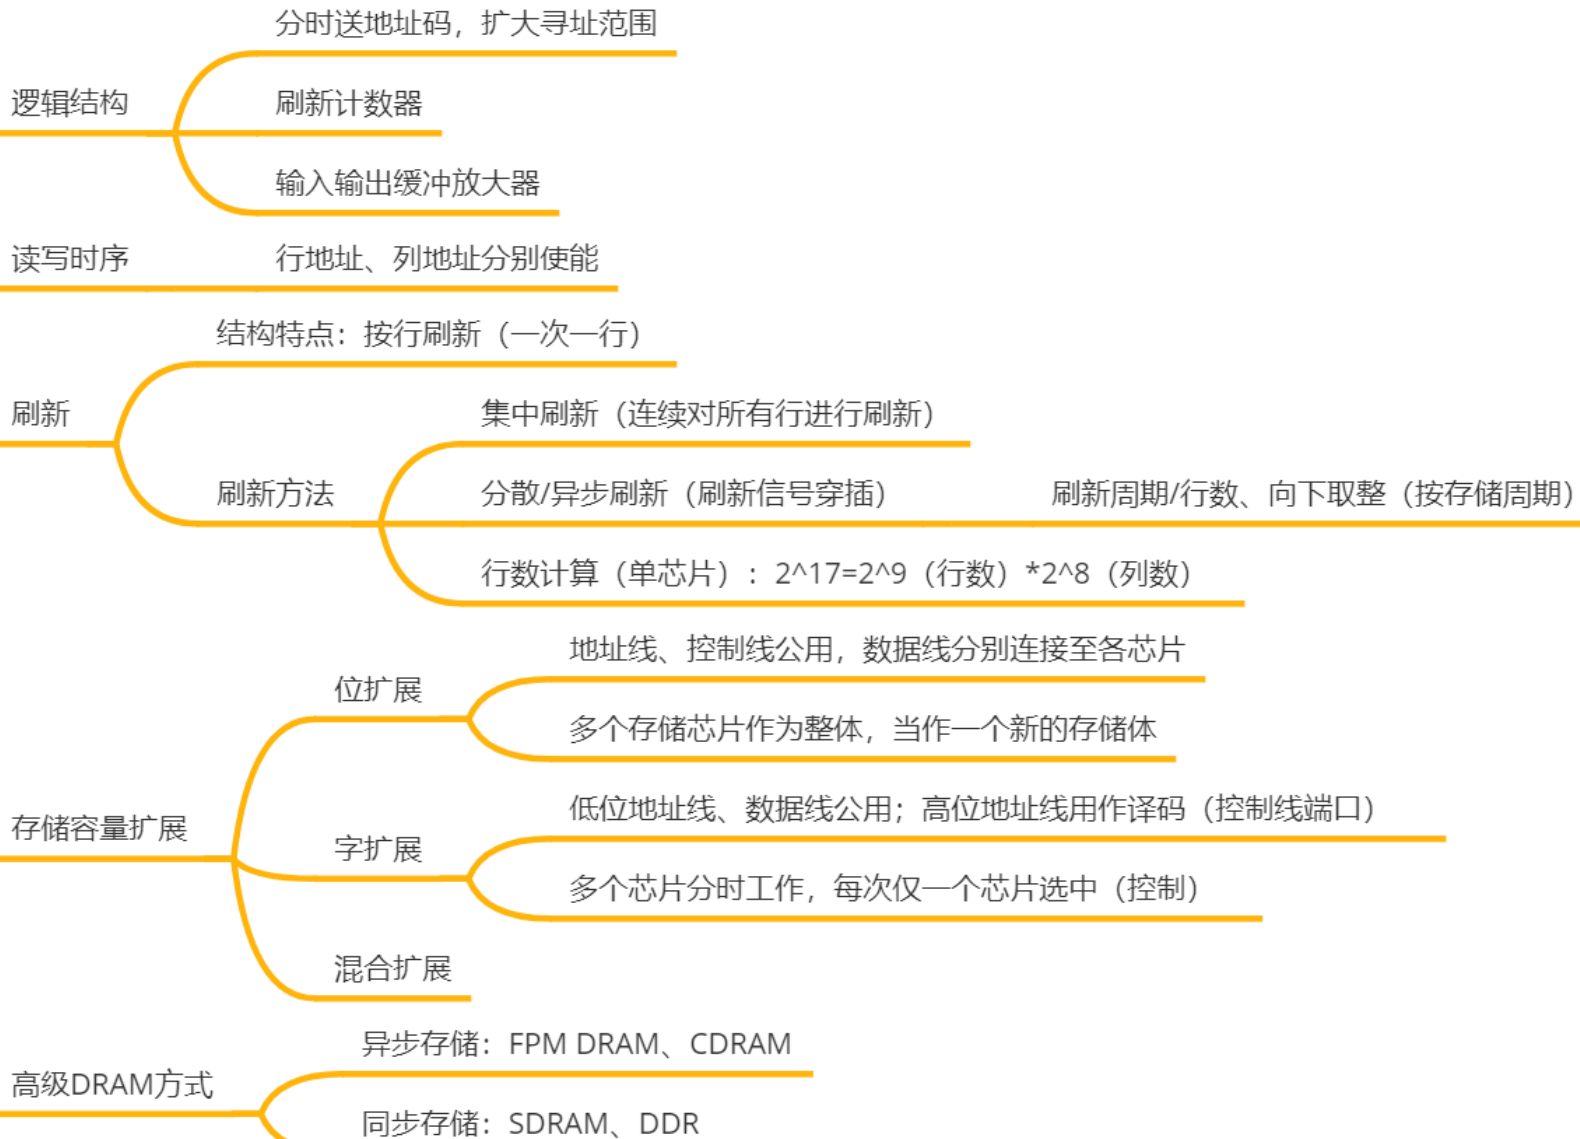 分时送地址码，扩大寻址范围
逻辑结构
刷新计数器
输入输出缓冲放大器
读写时序
行地址、列地址分别使能
结构特点：按行刷新（一次一行）
刷新
集中刷新（连续对所有行进行刷新）
刷新方法
分散/异步刷新（刷新信号穿插）
刷新周期/行数、向下取整（按存储周期）
行数计算（单芯片）：2^17=2^9（行数）*2^8（列数）
地址线、控制线公用，数据线分别连接至各芯片
位扩展
多个存储芯片作为整体，当作一个新的存储体
低位地址线、数据线公用；高位地址线用作译码（控制线端口）
存储容量扩展
字扩展
多个芯片分时工作，每次仅一个芯片选中（控制）
混合扩展
异步存储：FPM DRAM、CDRAM
高级DRAM方式
同步存储：SDRAM、DDR